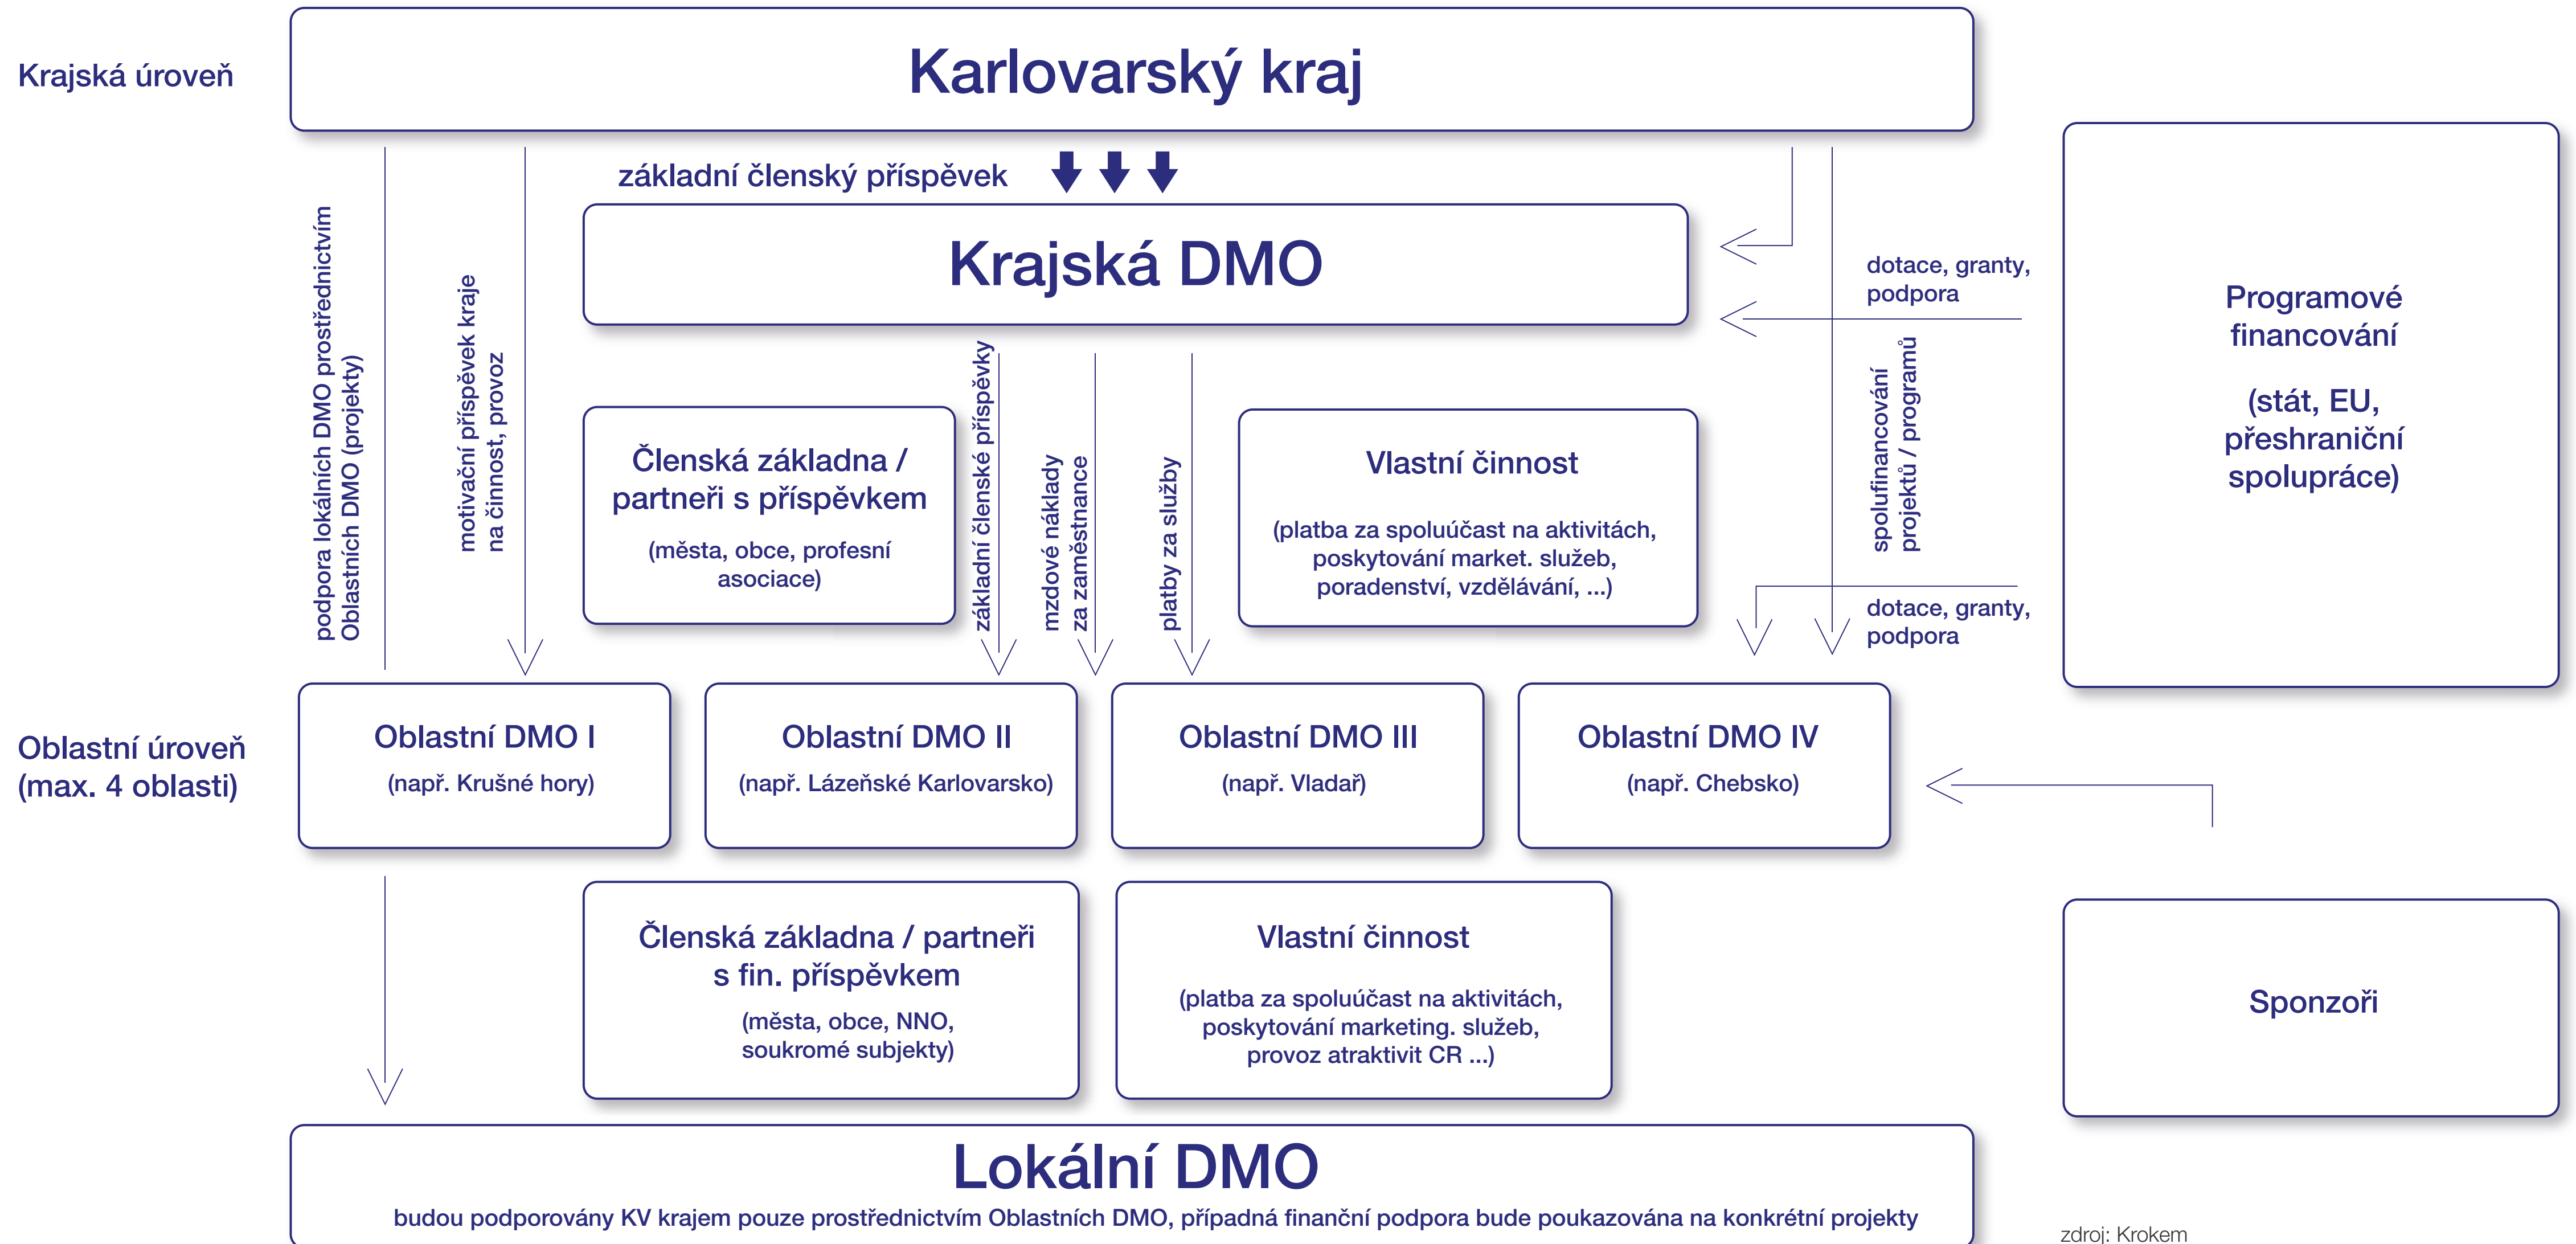 Krajská úroveň
Karlovarský kraj
základní členský příspěvek
Krajská DMO
podpora lokálních DMO prostřednictvím
Oblastních DMO (projekty)
motivační příspěvek kraje
na činnost, provoz
Členská základna /
partneři s příspěvkem
(města, obce, profesní
asociace)
základní členské příspěvky
mzdové náklady
za zaměstnance
platby za služby
Vlastní činnost
(platba za spoluúčast na aktivitách,
poskytování market. služeb,
poradenství, vzdělávání, ...)
dotace, granty,
podpora
spolufinancování
projektů / programů
dotace, granty,
podpora
Programové
financování
(stát, EU,
přeshraniční
spolupráce)
Oblastní úroveň
(max. 4 oblasti)
Oblastní DMO I
(např. Krušné hory)
Oblastní DMO II
(např. Lázeňské Karlovarsko)
Oblastní DMO III
(např. Vladař)
Oblastní DMO IV
(např. Chebsko)
Členská základna / partneři
s fin. příspěvkem
(města, obce, NNO,
soukromé subjekty)
Vlastní činnost
(platba za spoluúčast na aktivitách,
poskytování marketing. služeb,
provoz atraktivit CR ...)
Sponzoři
Lokální DMO
budou podporovány KV krajem pouze prostřednictvím Oblastních DMO, případná finanční podpora bude poukazována na konkrétní projekty
zdroj: Krokem